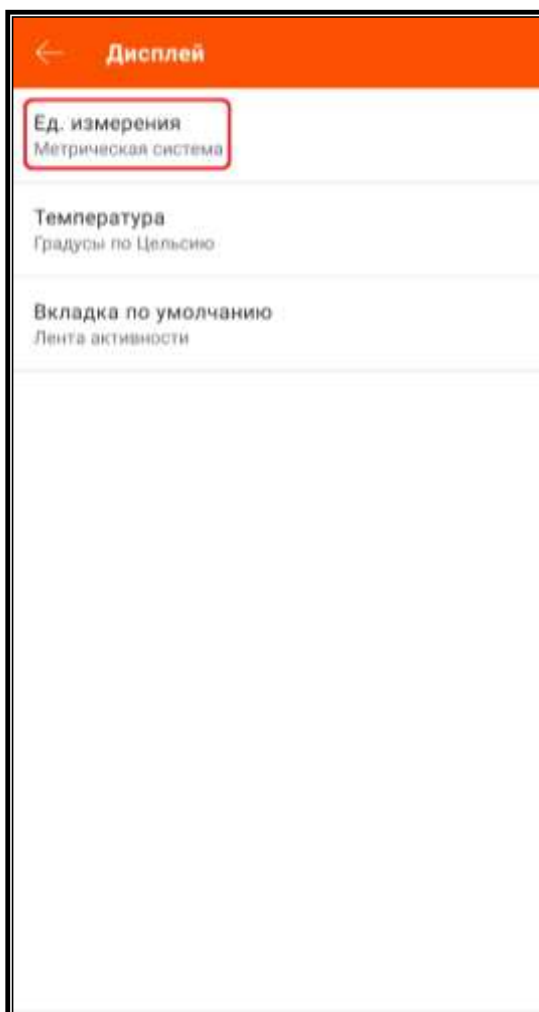 Дисплей
Ед. измерения
Метрическая система
Температура
Градусы по Цельсию
Вкладка по умолчанию
Лента активности